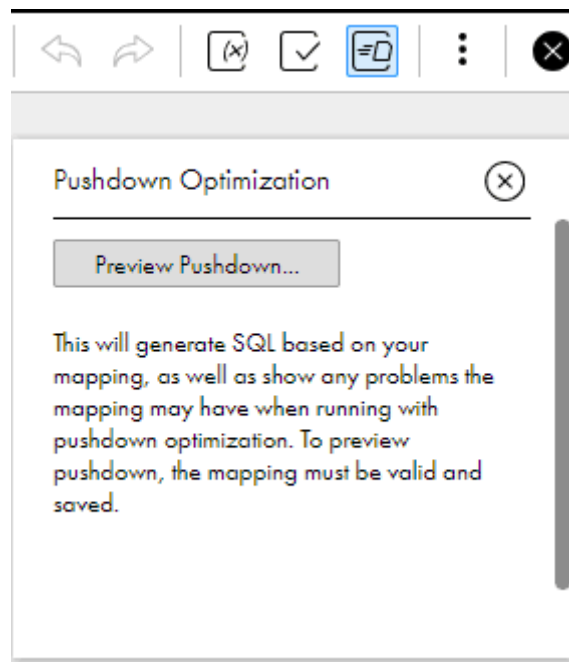 (x)
Pushdown Optimization
Preview Pushdown...
This will generate SQL based on your
mapping, as well as show any problems the
mapping may have when running with
pushdown optimization. To preview
pushdown, the mapping must be valid and
saved.